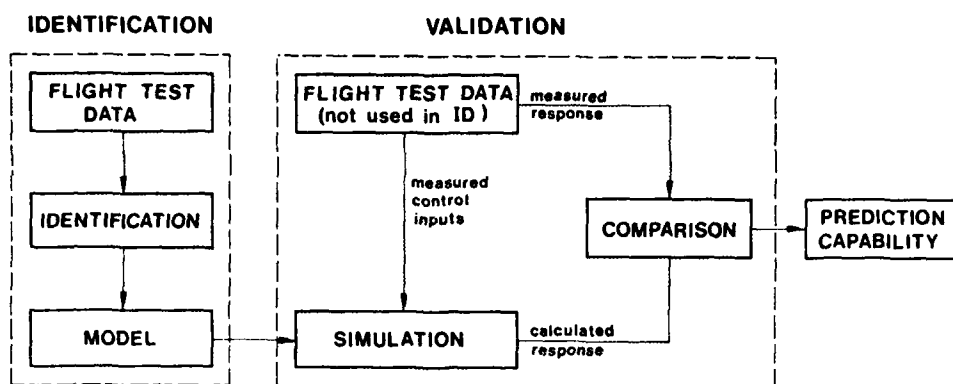 IDENTIFICATION
VALIDATION
FLIGHT TEST
DATA
IDENTIFICATION
MODEL
FLIGHT TEST DATA
(not used in ID)
measured
response
measured
control
inputs
SIMULATION
calculated
response
COMPARISON
PREDICTION
CAPABILITY